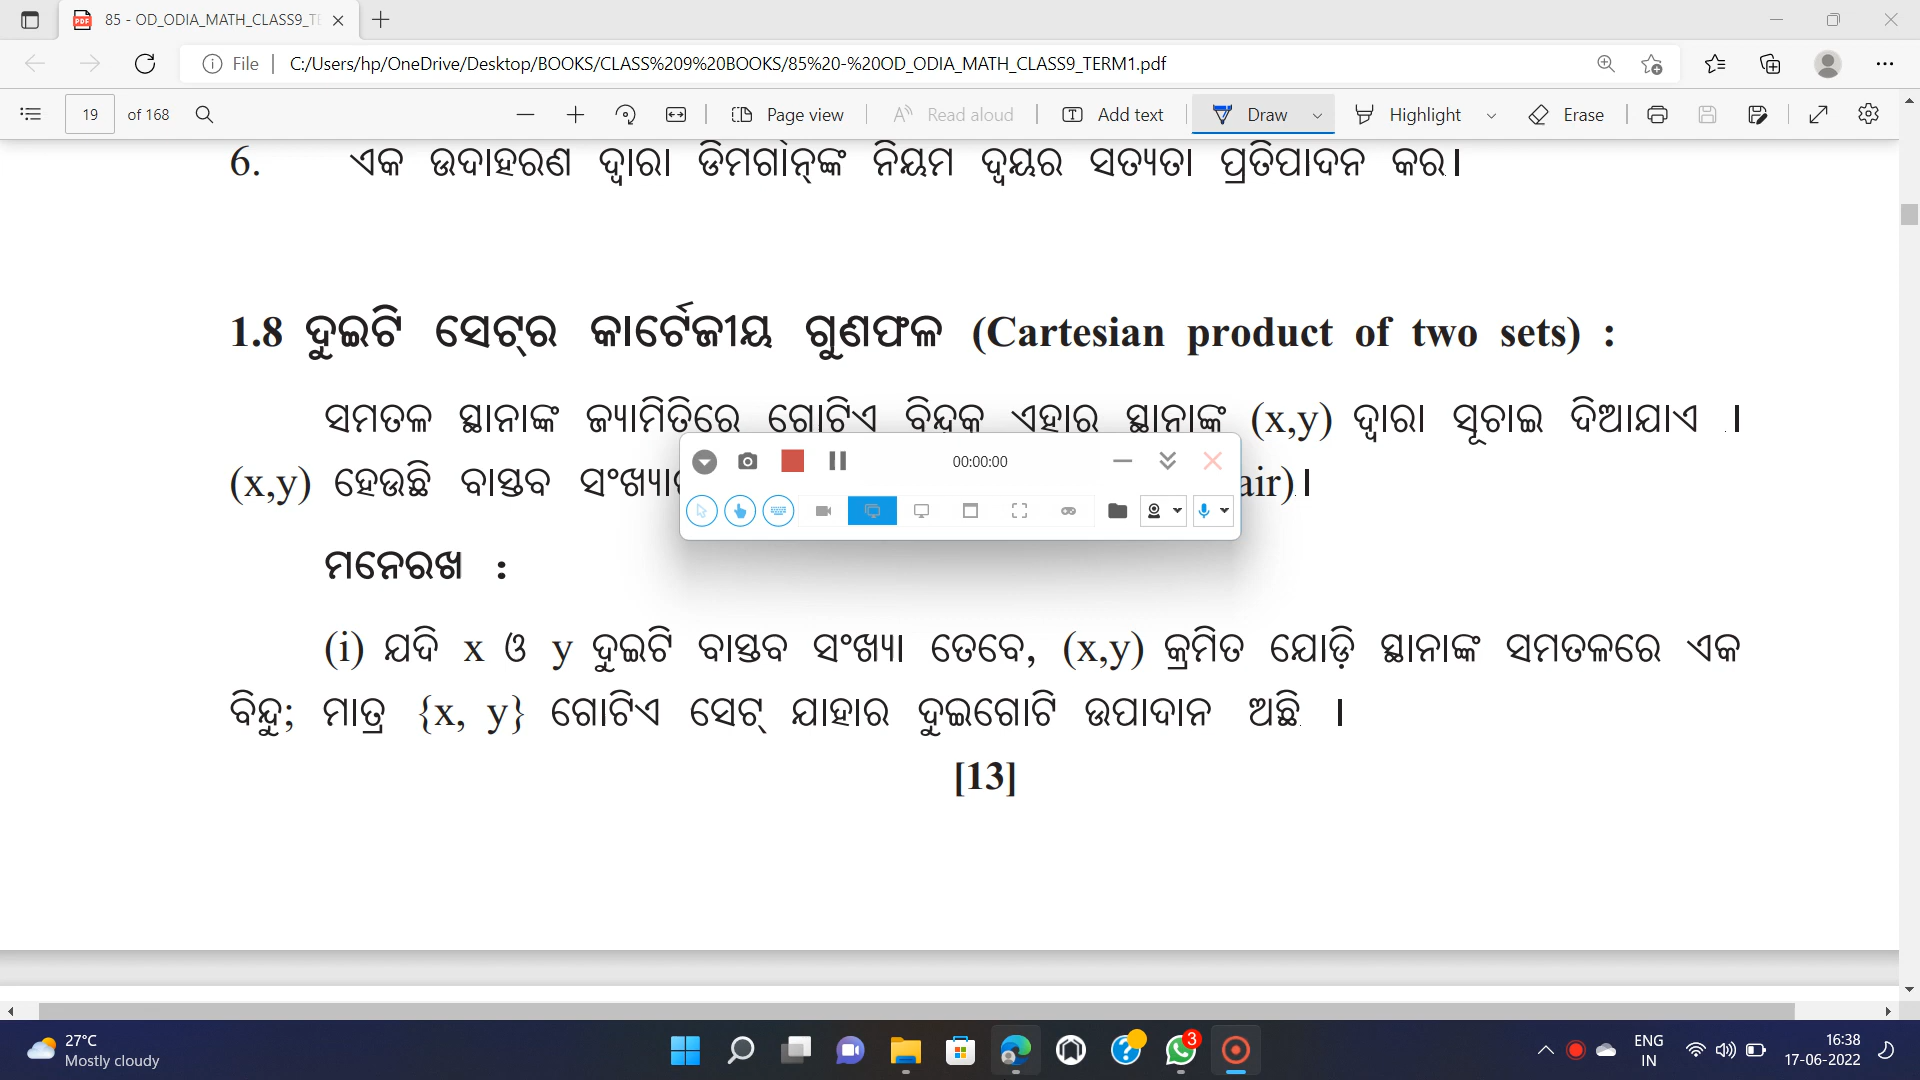 85 - OD_ODIA_MATH_CLASS9_TE
File
C:/Users/hp/OneDrive/Desktop/BOOKS/CLASS%209%20BOOKS/85%20-%20OD_ODIA_MATH_CLASS9_TERM1.pdf
19 of 168 Page view Read aloud Add text Draw Highlight Erase
6. ଏକ ଉଦାହରଣ ଦ୍ୱାରା ଡିମର୍ଗାନ୍‌ଙ୍କ ନିୟମ ଦ୍ୱୟର ସତ୍ୟତା ପ୍ରତିପାଦନ କର।
1.8 ଦୁଇଟି ସେଟ୍‌ର କାର୍ଟେଜୀୟ ଗୁଣଫଳ (Cartesian product of two sets) :
ସମତଳ ସ୍ଥାନାଙ୍କ ଜ୍ୟାମିତିରେ ଗୋଟିଏ ବିନ୍ଦୁକୁ ଏହାର ସ୍ଥାନାଙ୍କ (x,y) ଦ୍ୱାରା ସୂଚାଇ ଦିଆଯାଏ ।
(x,y) ହେଉଛି ବାସ୍ତବ air)।
00:00:00
ମନେରଖ :
(i) ଯଦି x ଓ y ଦୁଇଟି ବାସ୍ତବ ସଂଖ୍ୟା ତେବେ, (x,y) କ୍ରମିତ ଯୋଡ଼ି ସ୍ଥାନାଙ୍କ ସମତଳରେ ଏକ
ବିନ୍ଦୁ; ମାତ୍ର {x, y} ଗୋଟିଏ ସେଟ୍ ଯାହାର ଦୁଇଗୋଟି ଉପାଦାନ ଅଛି ।
[13]
27°C
Mostly cloudy
3
ENG
IN
16:38
17-06-2022